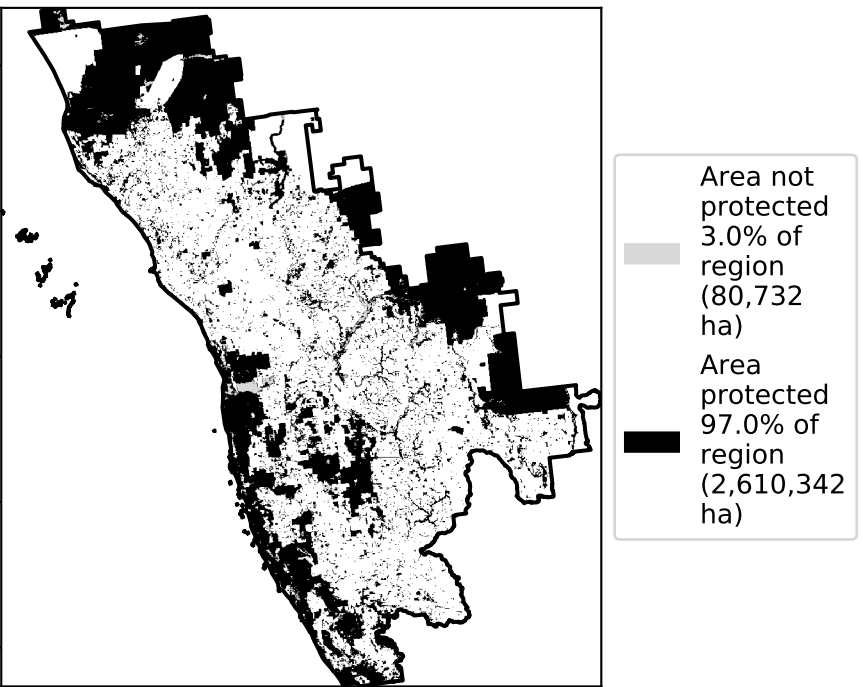 Area not
protected
3.0% of
region
(80,732
ha)
Area
protected
97.0% of
region
(2,610,342
ha)